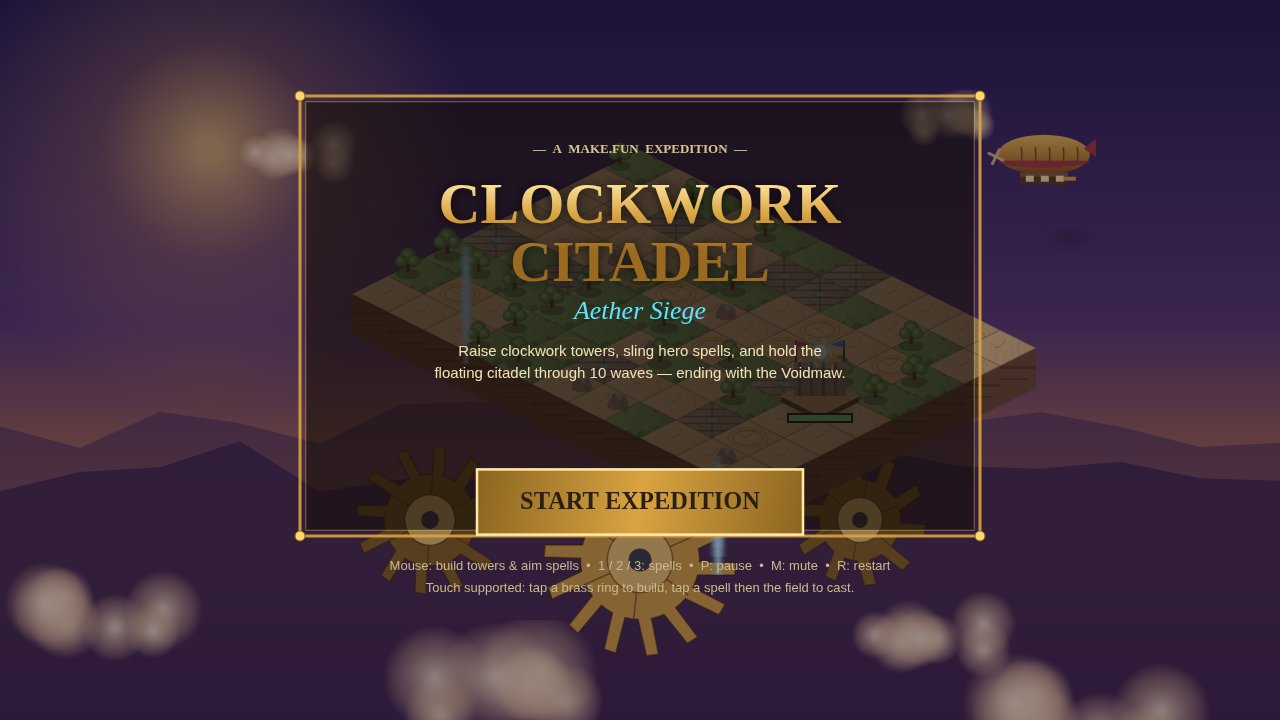 — A MAKE.FUN EXPEDITION —
CLOCKWORK
CITADEL
Aether Siege
Raise clockwork towers, sling hero spells, and hold the
floating citadel through 10 waves — ending with the Voidmaw.
START EXPEDITION
Mouse: build towers & aim spells • 1 / 2 / 3: spells • P: pause • M: mute • R: restart
Touch supported: tap a brass ring to build, tap a spell then the field to cast.